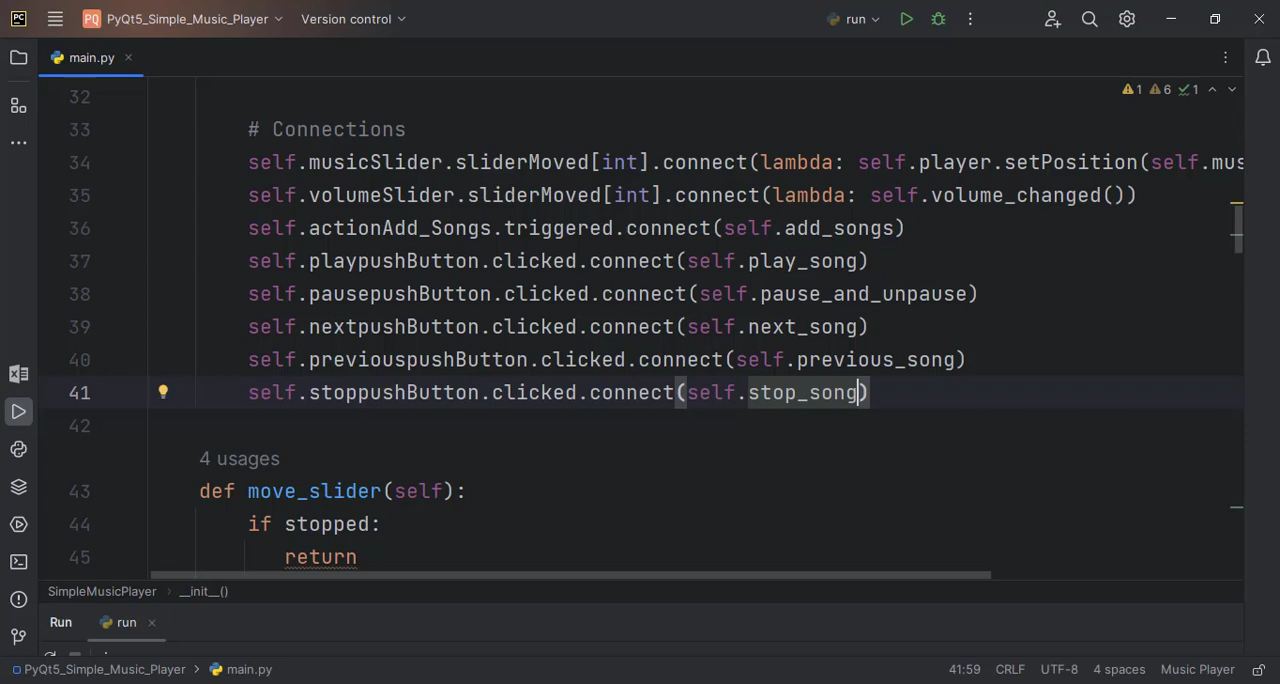 PC PQ PyQt5_Simple_Music_Player Version control run
main.py
1 6 1
32
33 # Connections
34 self.musicSlider.sliderMoved[int].connect(lambda: self.player.setPosition(self.mus
35 self.volumeSlider.sliderMoved[int].connect(lambda: self.volume_changed())
36 self.actionAdd_Songs.triggered.connect(self.add_songs)
37 self.playpushButton.clicked.connect(self.play_song)
38 self.pausepushButton.clicked.connect(self.pause_and_unpause)
39 self.nextpushButton.clicked.connect(self.next_song)
40 self.previouspushButton.clicked.connect(self.previous_song)
41 self.stoppushButton.clicked.connect(self.stop_song)
42
4 usages
43 def move_slider(self):
44 if stopped:
45 return
SimpleMusicPlayer › __init__()
Run run
PyQt5_Simple_Music_Player › main.py 41:59 CRLF UTF-8 4 spaces Music Player